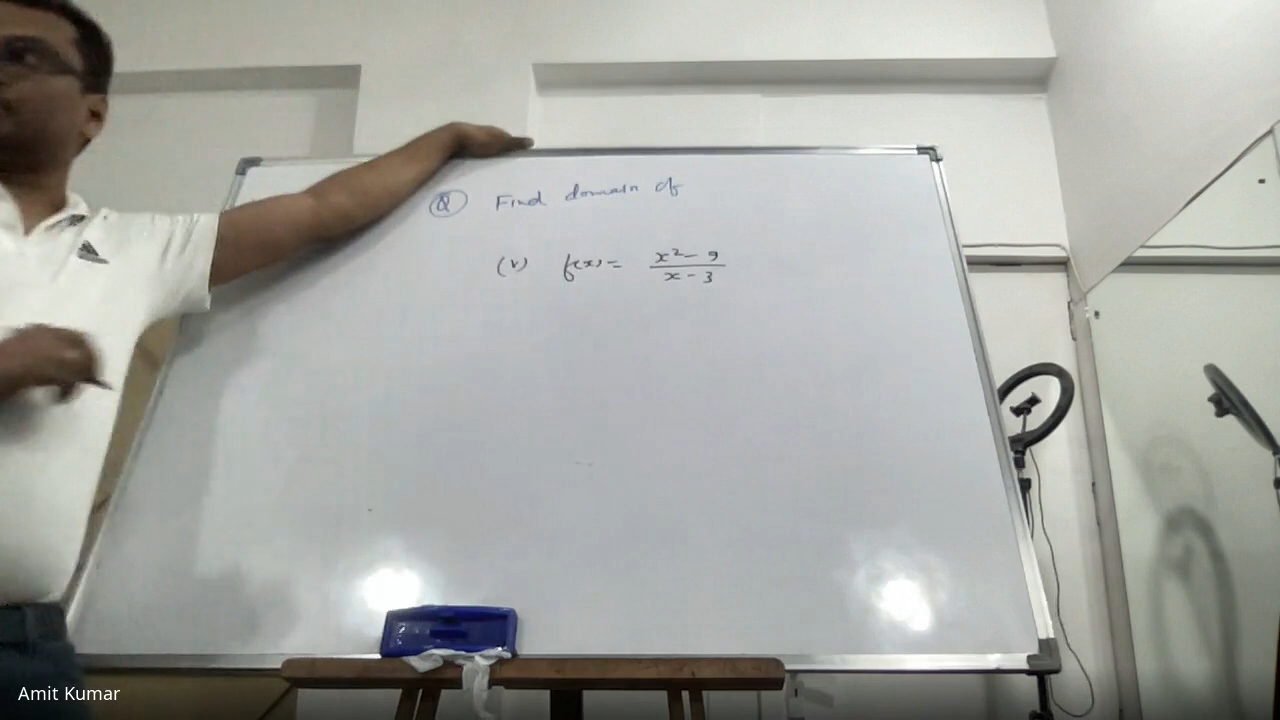 Q Find domain of
(v) f(x) = x² - 9 / x - 3
Amit Kumar